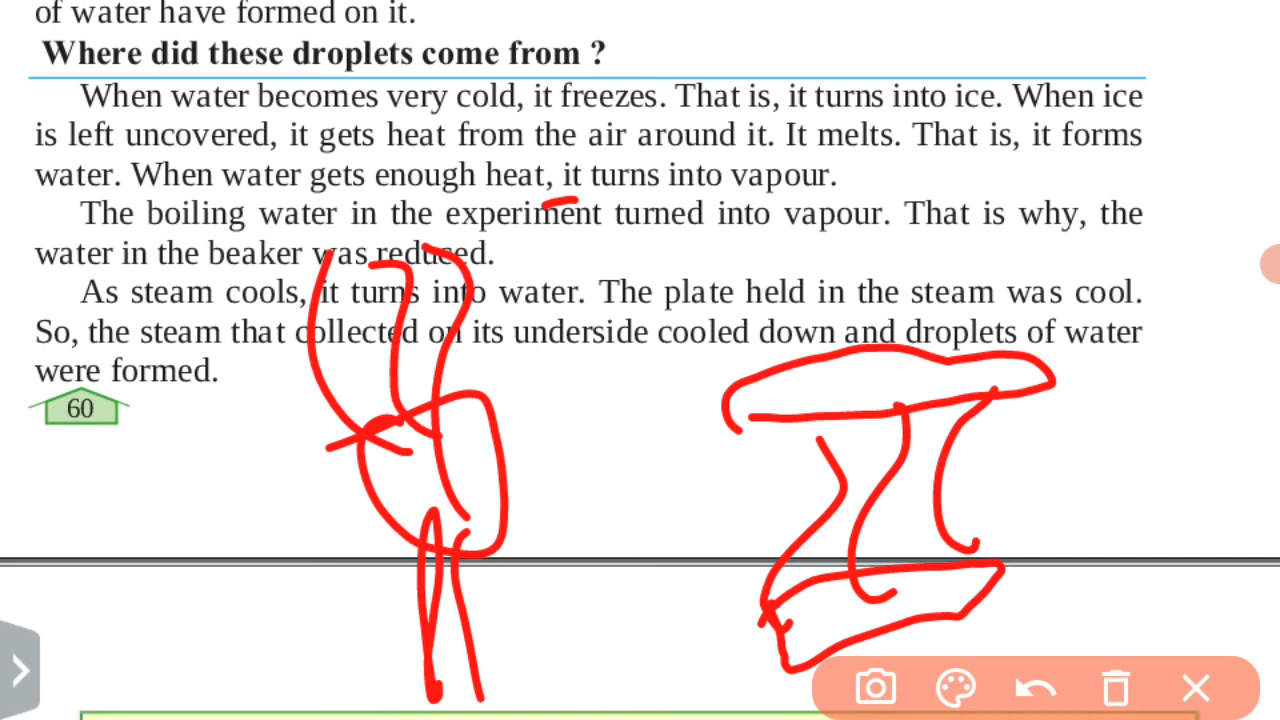 of water have formed on it.
Where did these droplets come from ?
When water becomes very cold, it freezes. That is, it turns into ice. When ice
is left uncovered, it gets heat from the air around it. It melts. That is, it forms
water. When water gets enough heat, it turns into vapour.
The boiling water in the experiment turned into vapour. That is why, the
water in the beaker was reduced.
As steam cools, it turns into water. The plate held in the steam was cool.
So, the steam that collected on its underside cooled down and droplets of water
were formed.
60